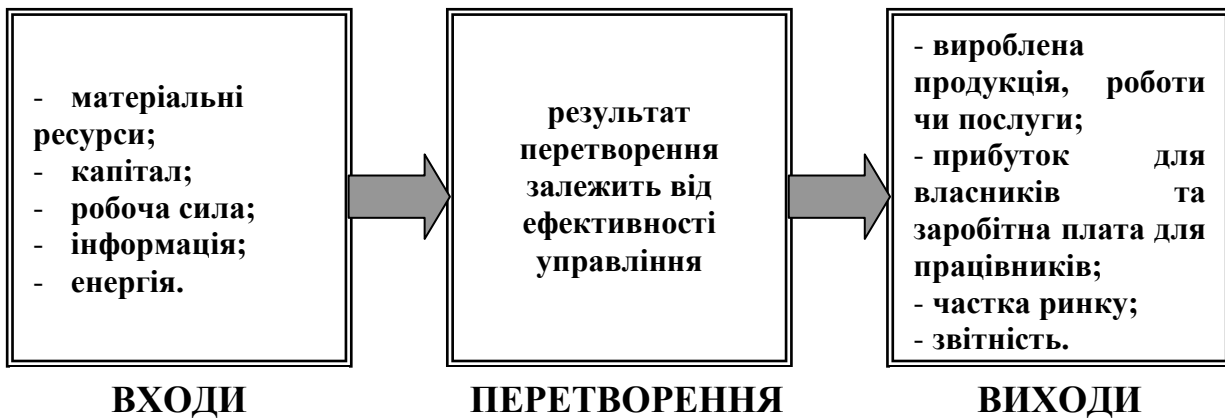 - матеріальні
ресурси;
- капітал;
- робоча сила;
- інформація;
- енергія.
результат
перетворення
залежить від
ефективності
управління
- вироблена
продукція, роботи
чи послуги;
- прибуток для
власників та
заробітна плата для
працівників;
- частка ринку;
- звітність.
ВХОДИ
ПЕРЕТВОРЕННЯ
ВИХОДИ